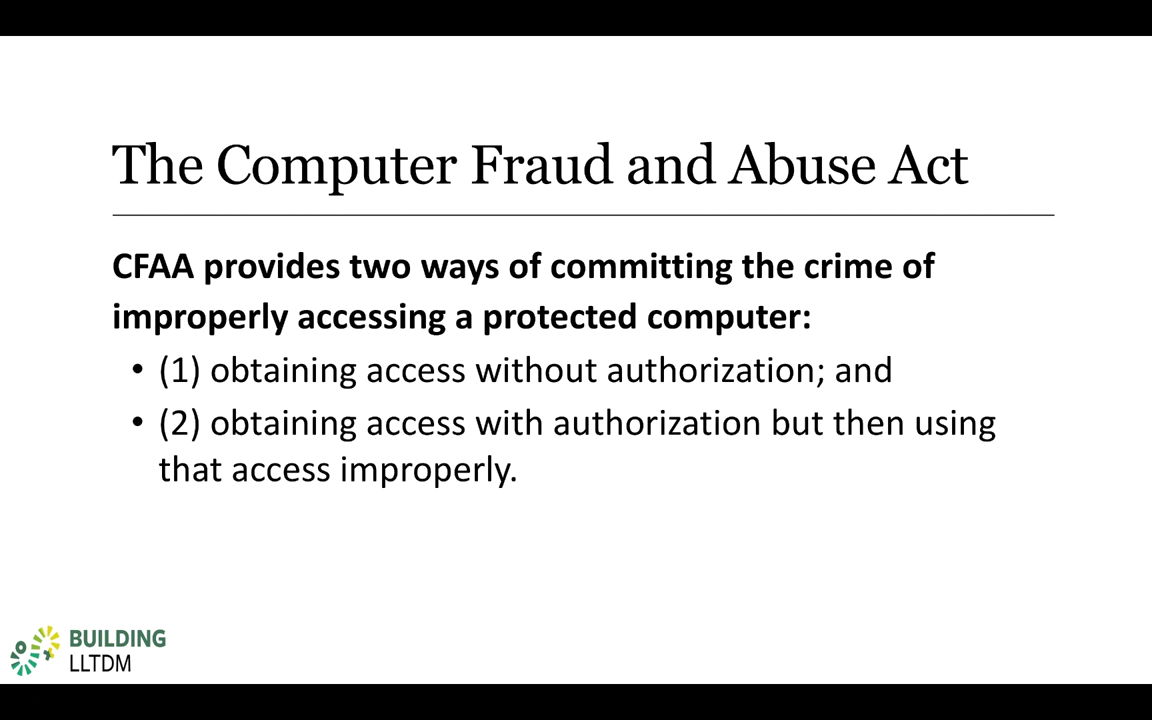 The Computer Fraud and Abuse Act
CFAA provides two ways of committing the crime of
improperly accessing a protected computer:
• (1) obtaining access without authorization; and
• (2) obtaining access with authorization but then using
that access improperly.
BUILDING
LLTDM